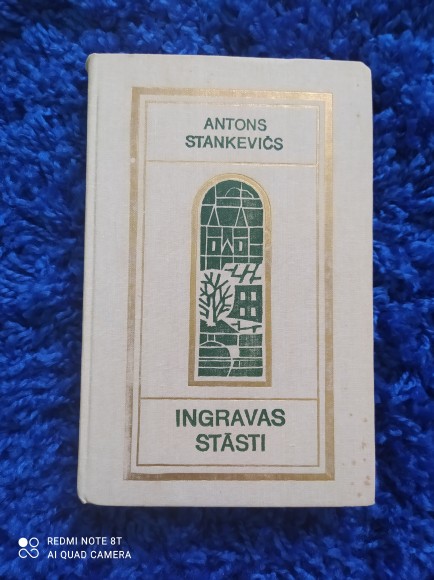 ANTONS
STANKEVIČS
INGRAVAS
STĀSTI
REDMI NOTE 8T
AI QUAD CAMERA